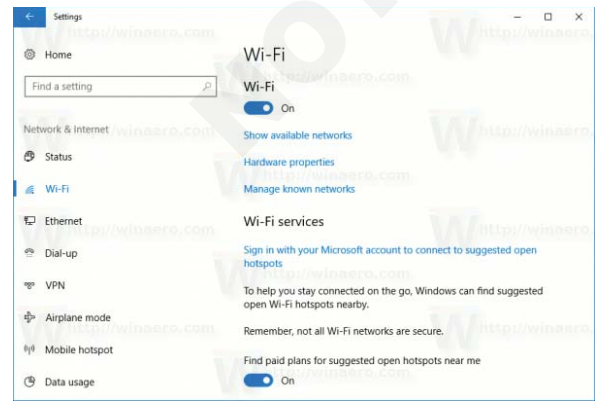 Settings
Home
Find a setting
Network & Internet
Status
Wi-Fi
Ethernet
Dial-up
VPN
Airplane mode
Mobile hotspot
Data usage
Wi-Fi
Wi-Fi
On
Show available networks
Hardware properties
Manage known networks
Wi-Fi services
Sign in with your Microsoft account to connect to suggested open
hotspots
To help you stay connected on the go, Windows can find suggested
open Wi-Fi hotspots nearby.
Remember, not all Wi-Fi networks are secure.
Find paid plans for suggested open hotspots near me
On
http://winaero.com